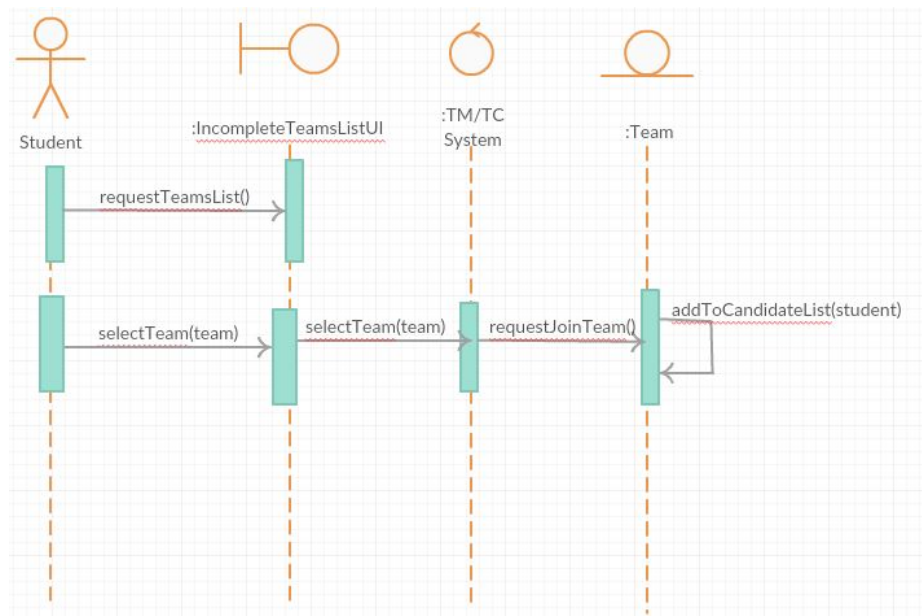 Student
:IncompleteTeamsListUI
:TM/TC
System
:Team
requestTeamsList()
selectTeam(team)
selectTeam(team)
requestJoinTeam()
addToCandidateList(student)